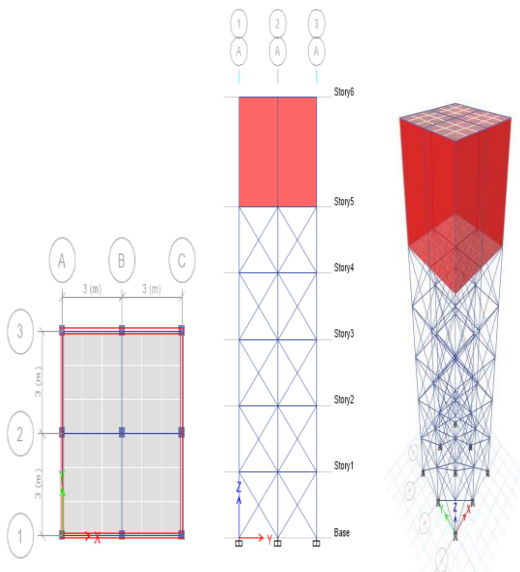 A B C
3 (m) 3 (m)
3
3 (m)
2
3 (m)
1
Y
X
1 2 3
A A A
Story6
Story5
Story4
Story3
Story2
Story1
Base
Z
Y
Z
X